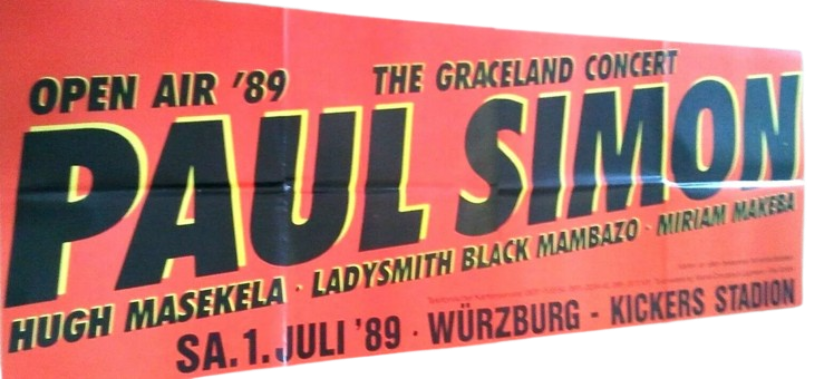 OPEN AIR '89 THE GRACELAND CONCERT
PAUL SIMON
HUGH MASEKELA · LADYSMITH BLACK MAMBAZO · MIRIAM MAKEBA
SA. 1. JULI '89 · WÜRZBURG - KICKERS STADION